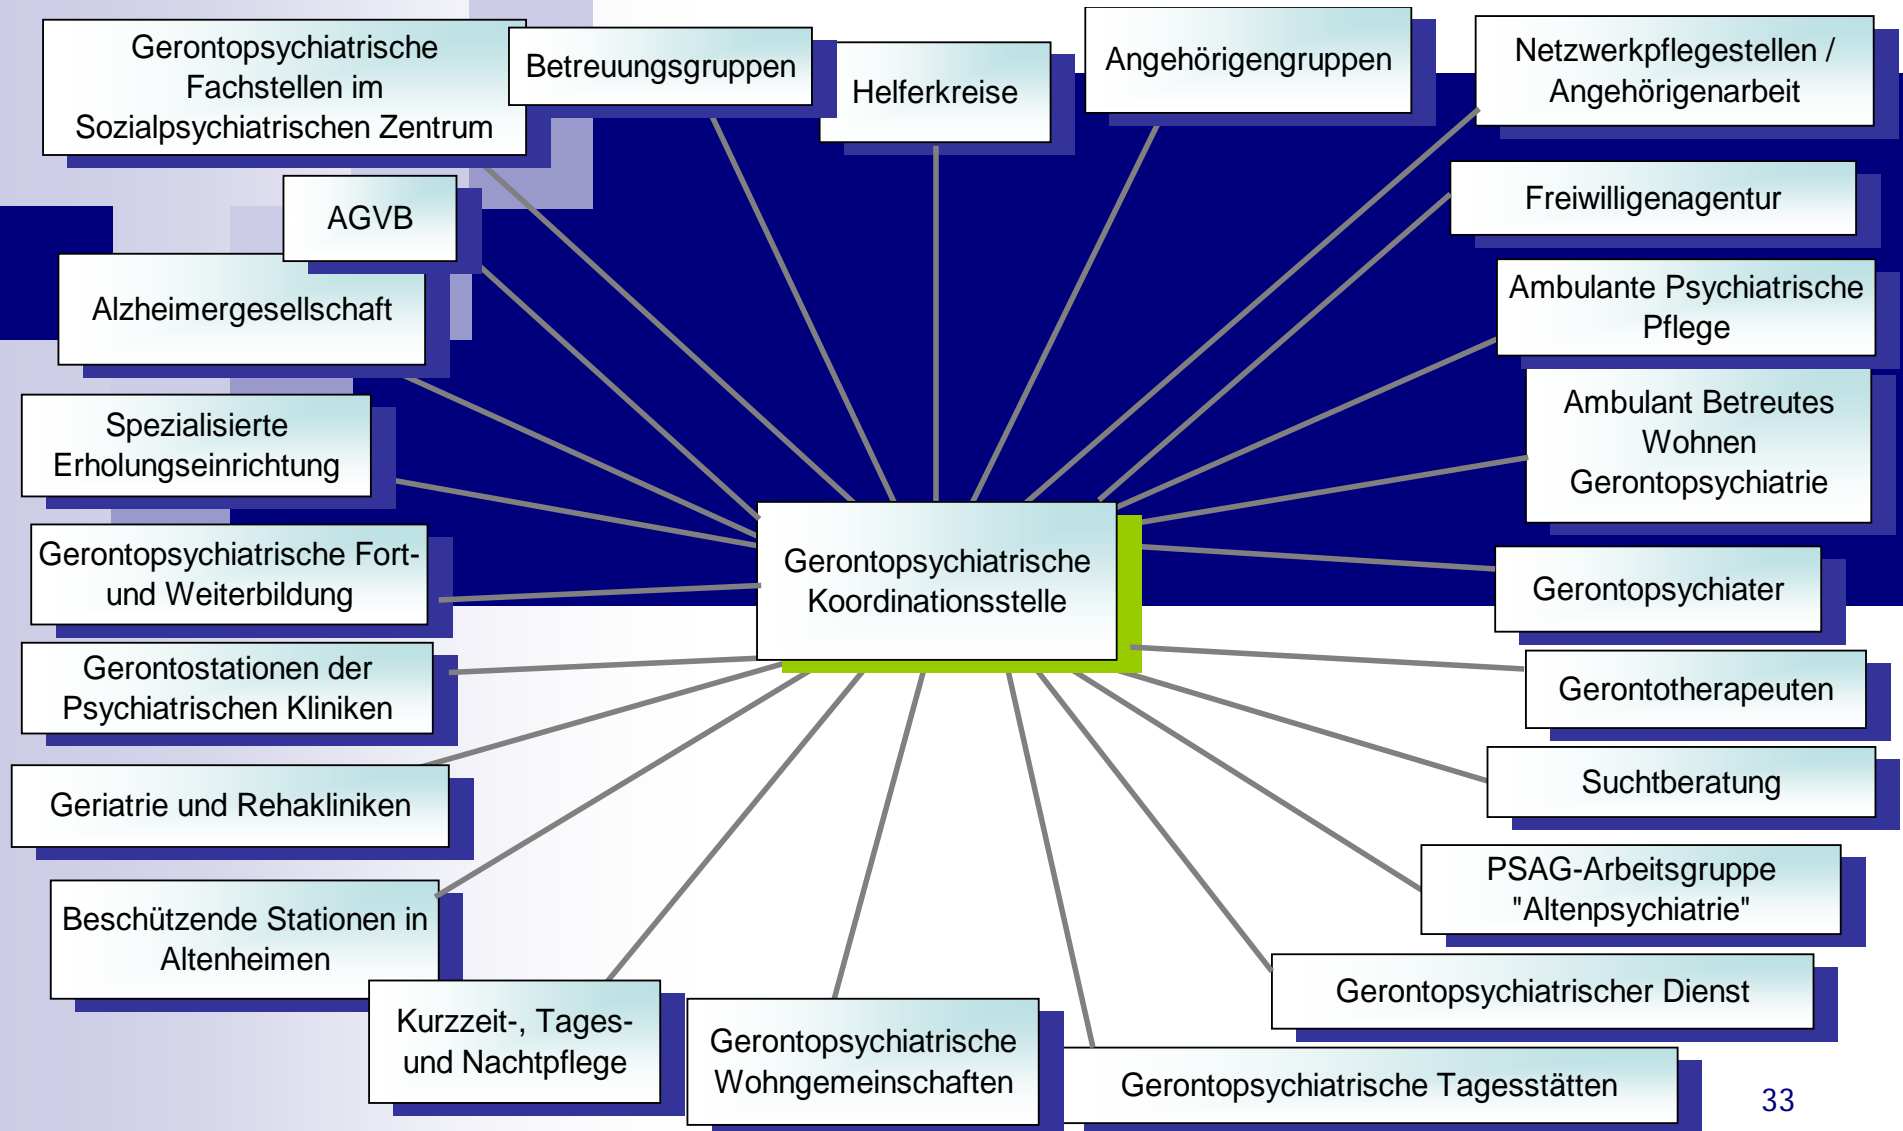 Gerontopsychiatrische
Fachstellen im
Sozialpsychiatrischen Zentrum
Betreuungsgruppen
Helferkreise
Angehörigengruppen
Netzwerkpflegestellen /
Angehörigenarbeit
AGVB
Freiwilligenagentur
Alzheimergesellschaft
Ambulante Psychiatrische
Pflege
Spezialisierte
Erholungseinrichtung
Ambulant Betreutes
Wohnen
Gerontopsychiatrie
Gerontopsychiatrische Fort-
und Weiterbildung
Gerontopsychiatrische
Koordinationsstelle
Gerontopsychiater
Gerontostationen der
Psychiatrischen Kliniken
Gerontotherapeuten
Geriatrie und Rehakliniken
Suchtberatung
Beschützende Stationen in
Altenheimen
PSAG-Arbeitsgruppe
"Altenpsychiatrie"
Kurzzeit-, Tages-
und Nachtpflege
Gerontopsychiatrische
Wohngemeinschaften
Gerontopsychiatrischer Dienst
Gerontopsychiatrische Tagesstätten
33